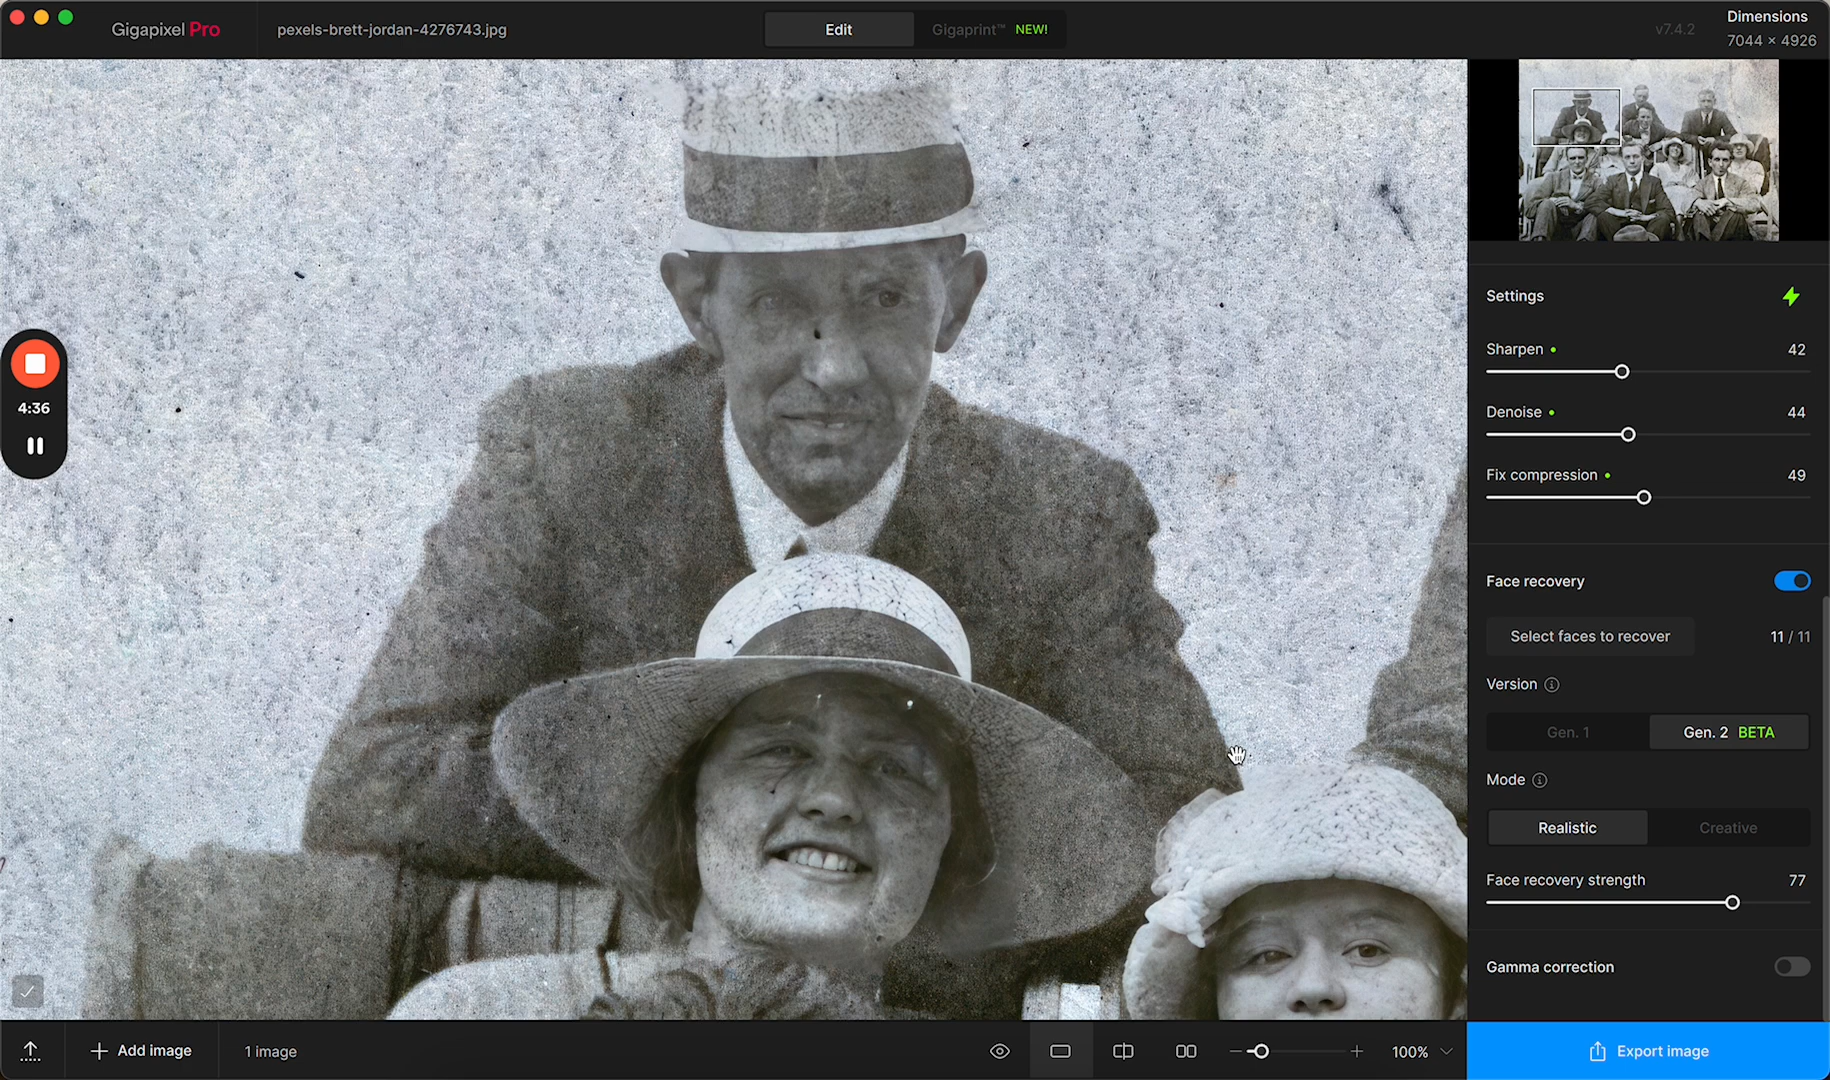 Gigapixel Pro
pexels-brett-jordan-4276743.jpg
Edit
Gigaprint™ NEW!
v7.4.2
Dimensions
7044 × 4926
Settings
Sharpen 42
Denoise 44
Fix compression 49
4:36
Face recovery
Select faces to recover 11 / 11
Version
Gen. 1
Gen. 2 BETA
Mode
Realistic
Creative
Face recovery strength 77
Gamma correction
Add image
1 image
100%
Export image